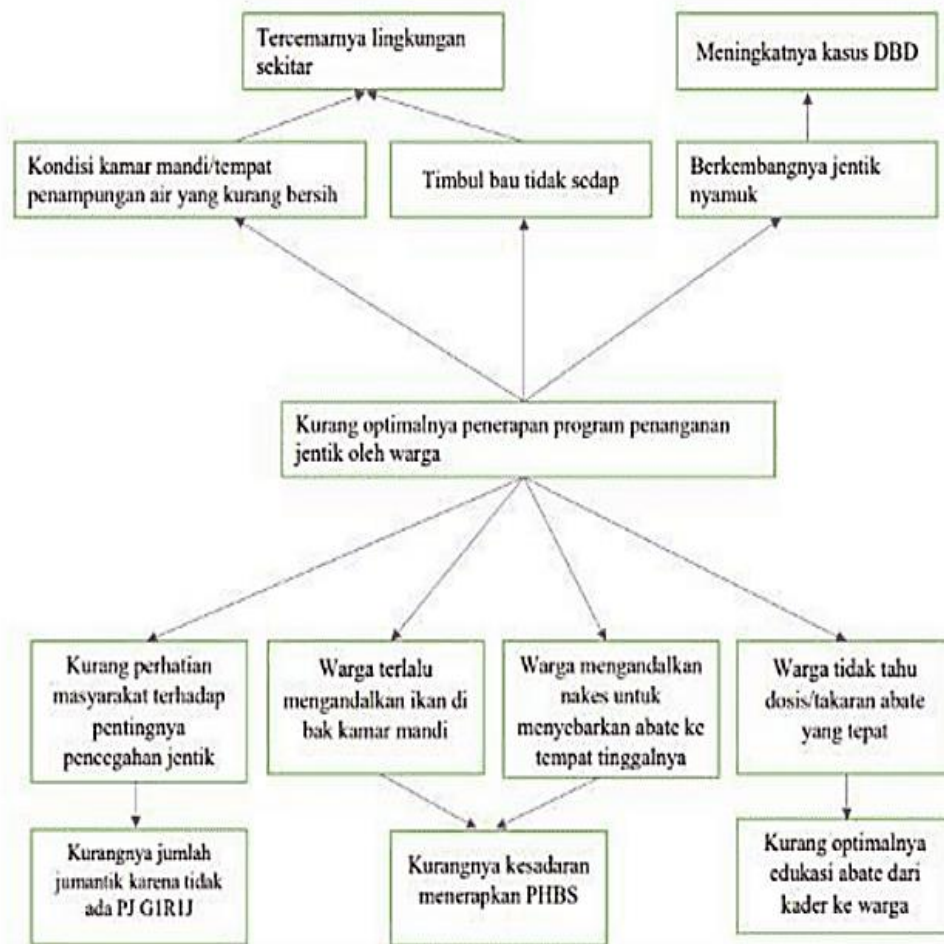 Tercemarnya lingkungan
sekitar
Meningkatnya kasus DBD
Kondisi kamar mandi/tempat
penampungan air yang kurang bersih
Timbul bau tidak sedap
Berkembangnya jentik
nyamuk
Kurang optimalnya penerapan program penanganan
jentik oleh warga
Kurang perhatian
masyarakat terhadap
pentingnya
pencegahan jentik
Warga terlalu
mengandalkan ikan di
bak kamar mandi
Warga mengandalkan
nakes untuk
menyebarkan abate ke
tempat tinggalnya
Warga tidak tahu
dosis/takaran abate
yang tepat
Kurangnya jumlah
jumantik karena tidak
ada PJ G1R1J
Kurangnya kesadaran
menerapkan PHBS
Kurang optimalnya
edukasi abate dari
kader ke warga